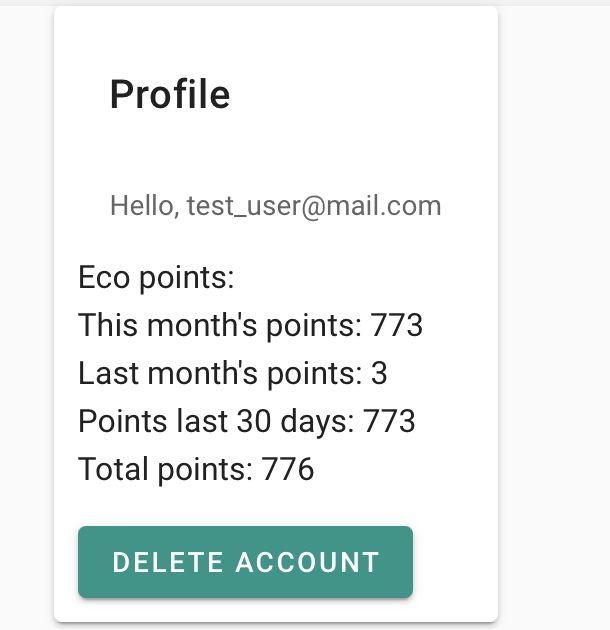 Profile
Hello, test_user@mail.com
Eco points:
This month's points: 773
Last month's points: 3
Points last 30 days: 773
Total points: 776
DELETE ACCOUNT